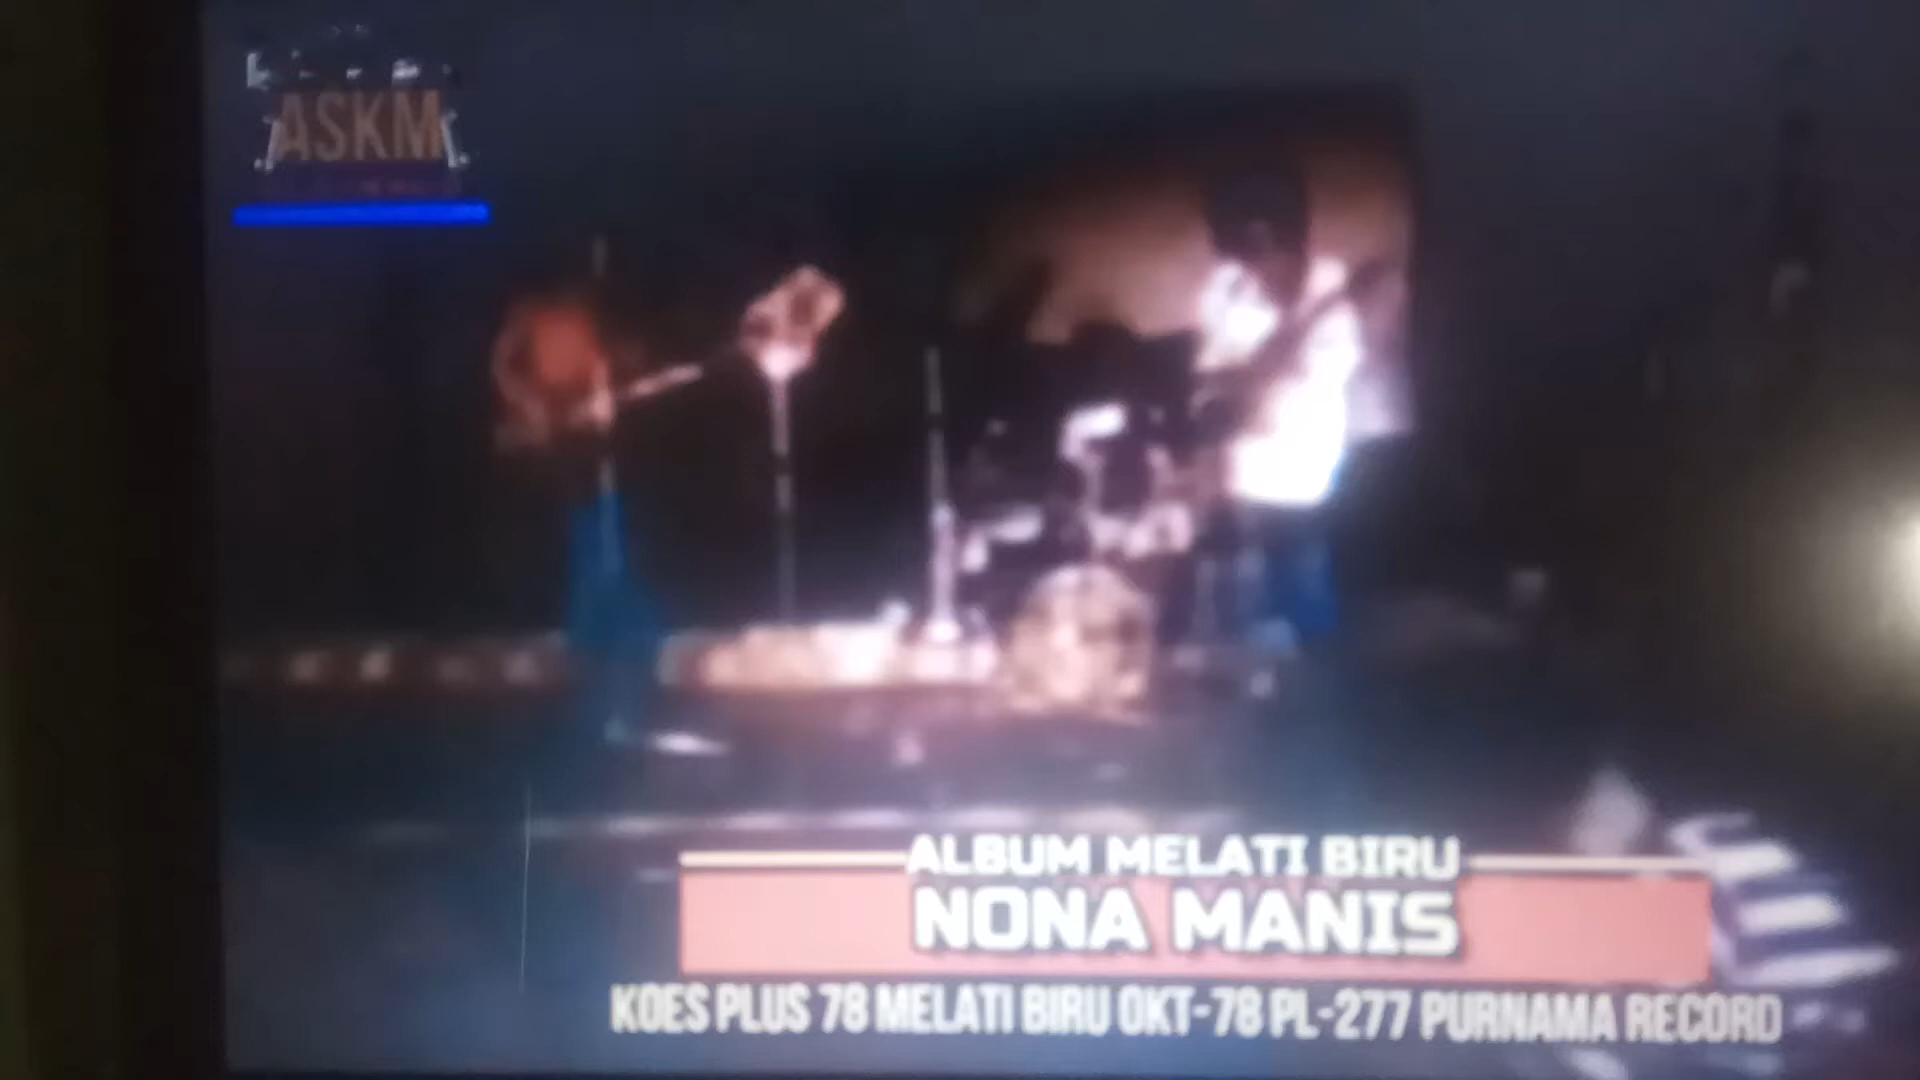 ASKM
ALBUM MELATI BIRU
NONA MANIS
KOES PLUS 78 MELATI BIRU OKT-78 PL-277 PURNAMA RECORD